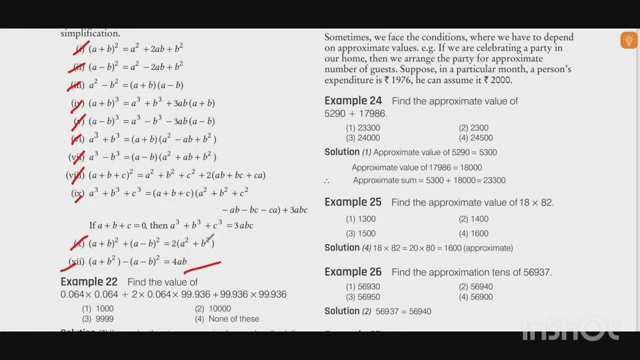 simplification.
(i) (a + b)² = a² + 2ab + b²
(ii) (a − b)² = a² − 2ab + b²
(iii) a² − b² = (a + b)(a − b)
(iv) (a + b)³ = a³ + b³ + 3ab(a + b)
(v) (a − b)³ = a³ − b³ − 3ab(a − b)
(vi) a³ + b³ = (a + b)(a² − ab + b²)
(vii) a³ − b³ = (a − b)(a² + ab + b²)
(viii) (a + b + c)² = a² + b² + c² + 2(ab + bc + ca)
(ix) a³ + b³ + c³ = (a + b + c)(a² + b² + c²
− ab − bc − ca) + 3abc
If a + b + c = 0, then a³ + b³ + c³ = 3abc
(x) (a + b)² + (a − b)² = 2(a² + b²)
(xii) (a + b²) − (a − b)² = 4ab
Example 22 Find the value of
0.064 × 0.064 + 2 × 0.064 × 99.936 + 99.936 × 99.936
(1) 1000 (2) 10000
(3) 9999 (4) None of these
Sometimes, we face the conditions, where we have to depend
on approximate values. e.g. If we are celebrating a party in
our home, then we arrange the party for approximate
number of guests. Suppose, in a particular month, a person's
expenditure is ₹ 1976, he can assume it ₹ 2000.
Example 24 Find the approximate value of
5290 + 17986.
(1) 23300 (2) 2300
(3) 24000 (4) 24500
Solution (1) Approximate value of 5290 = 5300
Approximate value of 17986 = 18000
∴ Approximate sum = 5300 + 18000 = 23300
Example 25 Find the approximate value of 18 × 82.
(1) 1300 (2) 1400
(3) 1500 (4) 1600
Solution (4) 18 × 82 = 20 × 80 = 1600 (approximate)
Example 26 Find the approximation tens of 56937.
(1) 56930 (2) 56940
(3) 56950 (4) 56900
Solution (2) 56937 = 56940
InShot